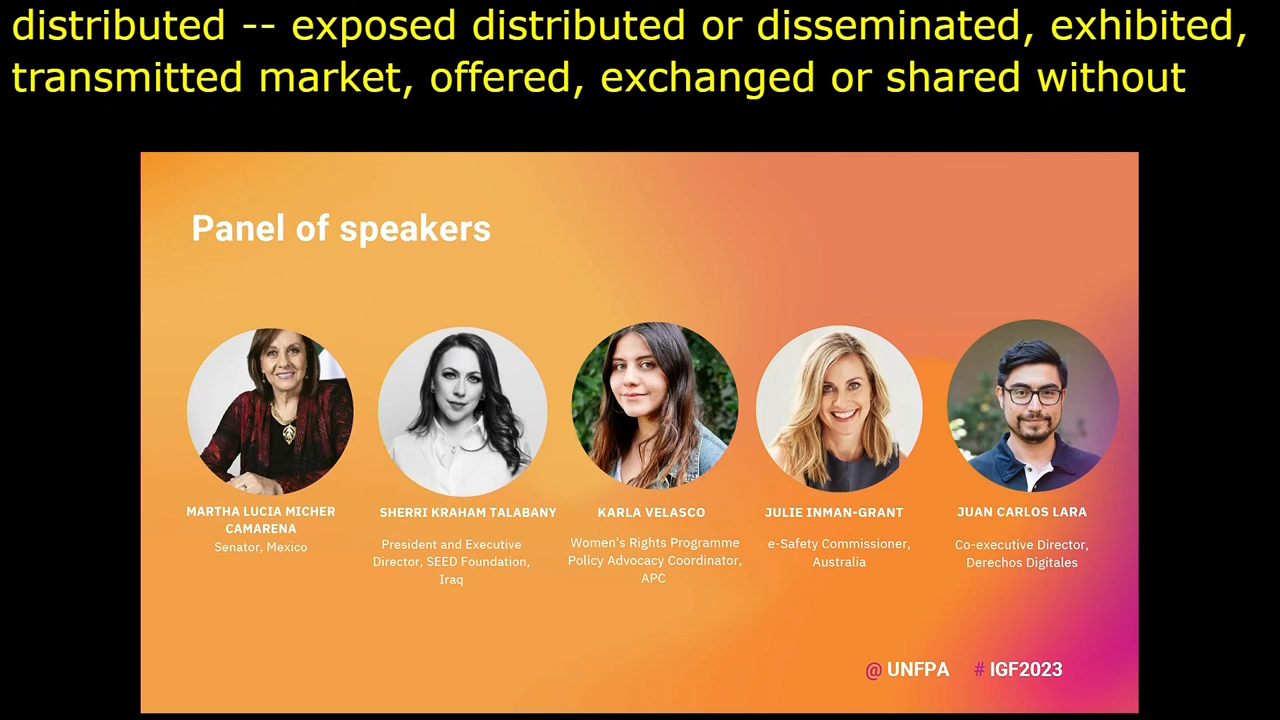 distributed -- exposed distributed or disseminated, exhibited,
transmitted market, offered, exchanged or shared without
Panel of speakers
MARTHA LUCIA MICHER
CAMARENA
Senator, Mexico
SHERRI KRAHAM TALABANY
President and Executive
Director, SEED Foundation,
Iraq
KARLA VELASCO
Women's Rights Programme
Policy Advocacy Coordinator,
APC
JULIE INMAN-GRANT
e-Safety Commissioner,
Australia
JUAN CARLOS LARA
Co-executive Director,
Derechos Digitales
@ UNFPA # IGF2023